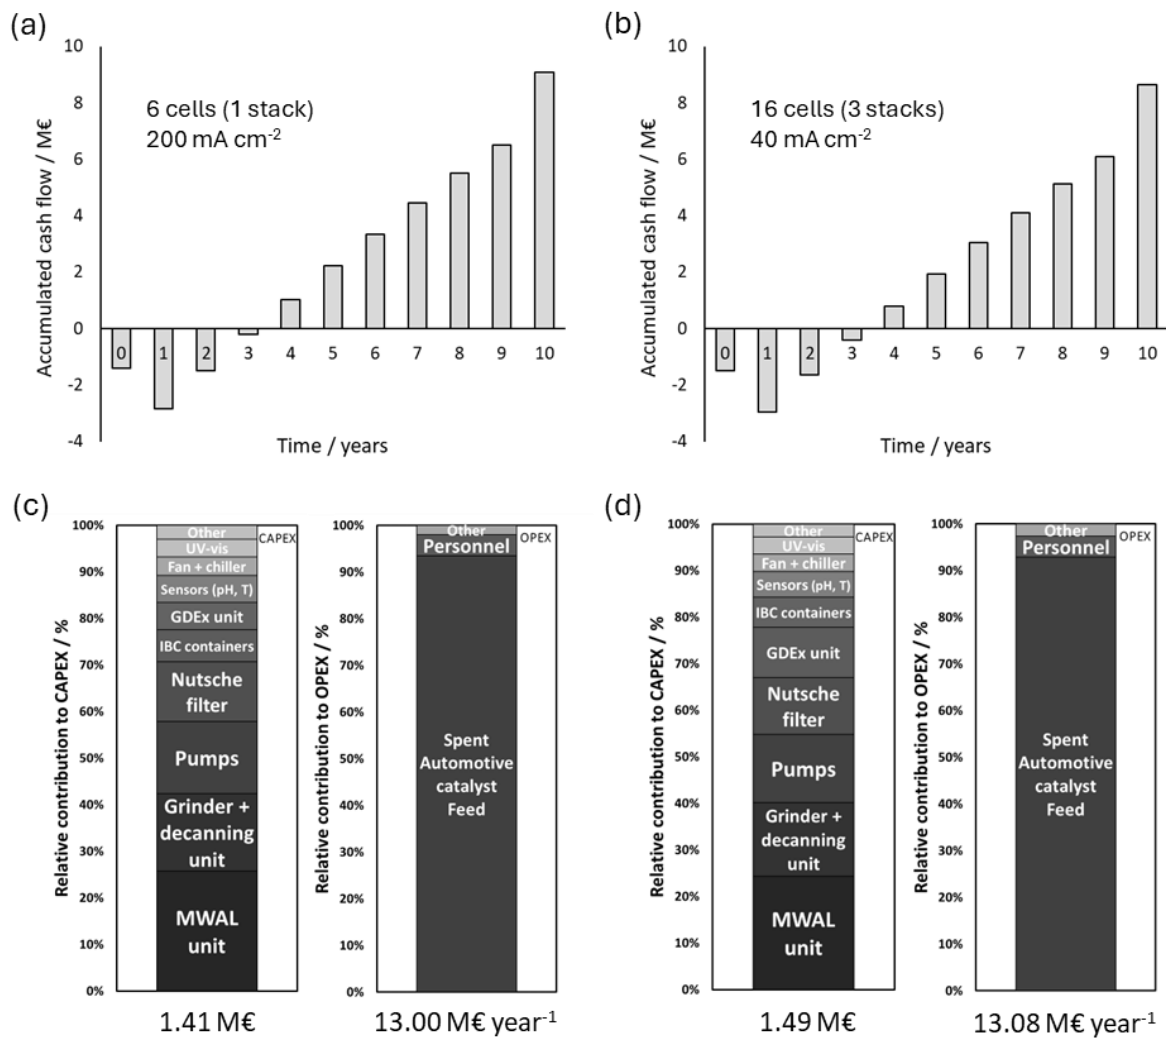 (a)
10
8
6
4
2
0
-2
-4
Accumulated cash flow / M€
6 cells (1 stack)
200 mA cm-2
0 1 2 3 4 5 6 7 8 9 10
Time / years
(b)
10
8
6
4
2
0
-2
-4
Accumulated cash flow / M€
16 cells (3 stacks)
40 mA cm-2
0 1 2 3 4 5 6 7 8 9 10
Time / years
(c)
Relative contribution to CAPEX / %
100%
90%
80%
70%
60%
50%
40%
30%
20%
10%
0%
CAPEX
Other
UV-vis
Fan + chiller
Sensors (pH, T)
GDEx unit
IBC containers
Nutsche
filter
Pumps
Grinder +
decanning
unit
MWAL
unit
1.41 M€
Relative contribution to OPEX / %
100%
90%
80%
70%
60%
50%
40%
30%
20%
10%
0%
OPEX
Other
Personnel
Spent
Automotive
catalyst
Feed
13.00 M€ year-1
(d)
Relative contribution to CAPEX / %
100%
90%
80%
70%
60%
50%
40%
30%
20%
10%
0%
CAPEX
Other
UV-vis
Fan + chiller
Sensors (pH, T)
IBC containers
GDEx unit
Nutsche
filter
Pumps
Grinder +
decanning
unit
MWAL
unit
1.49 M€
Relative contribution to OPEX / %
100%
90%
80%
70%
60%
50%
40%
30%
20%
10%
0%
OPEX
Other
Personnel
Spent
Automotive
catalyst
Feed
13.08 M€ year-1